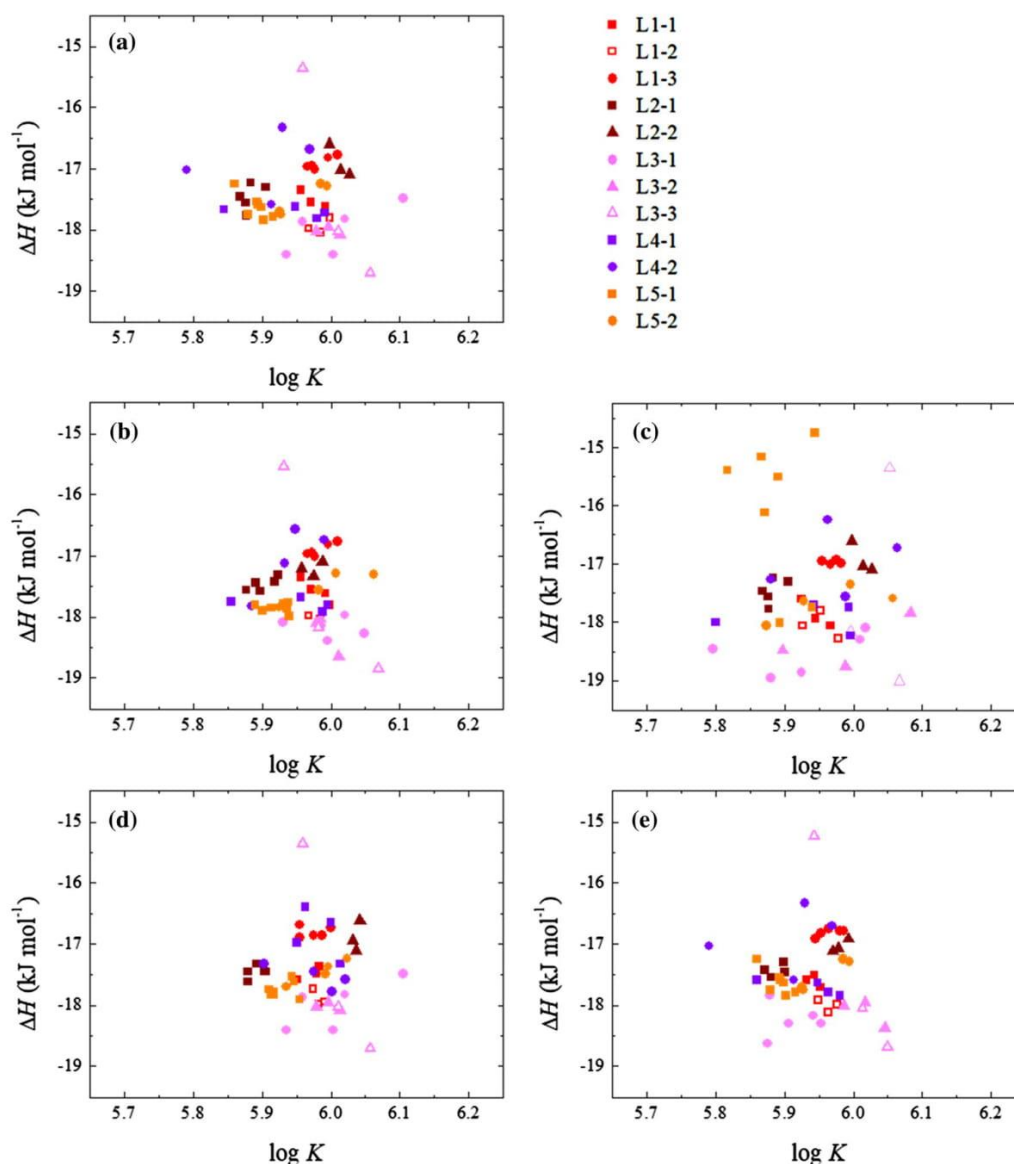 (a)
-15
-16
-17
-18
-19
ΔH (kJ mol⁻¹)
5.7 5.8 5.9 6.0 6.1 6.2
log K
L1-1
L1-2
L1-3
L2-1
L2-2
L3-1
L3-2
L3-3
L4-1
L4-2
L5-1
L5-2
(b)
-15
-16
-17
-18
-19
ΔH (kJ mol⁻¹)
5.7 5.8 5.9 6.0 6.1 6.2
log K
(c)
-15
-16
-17
-18
-19
ΔH (kJ mol⁻¹)
5.7 5.8 5.9 6.0 6.1 6.2
log K
(d)
-15
-16
-17
-18
-19
ΔH (kJ mol⁻¹)
5.7 5.8 5.9 6.0 6.1 6.2
log K
(e)
-15
-16
-17
-18
-19
ΔH (kJ mol⁻¹)
5.7 5.8 5.9 6.0 6.1 6.2
log K